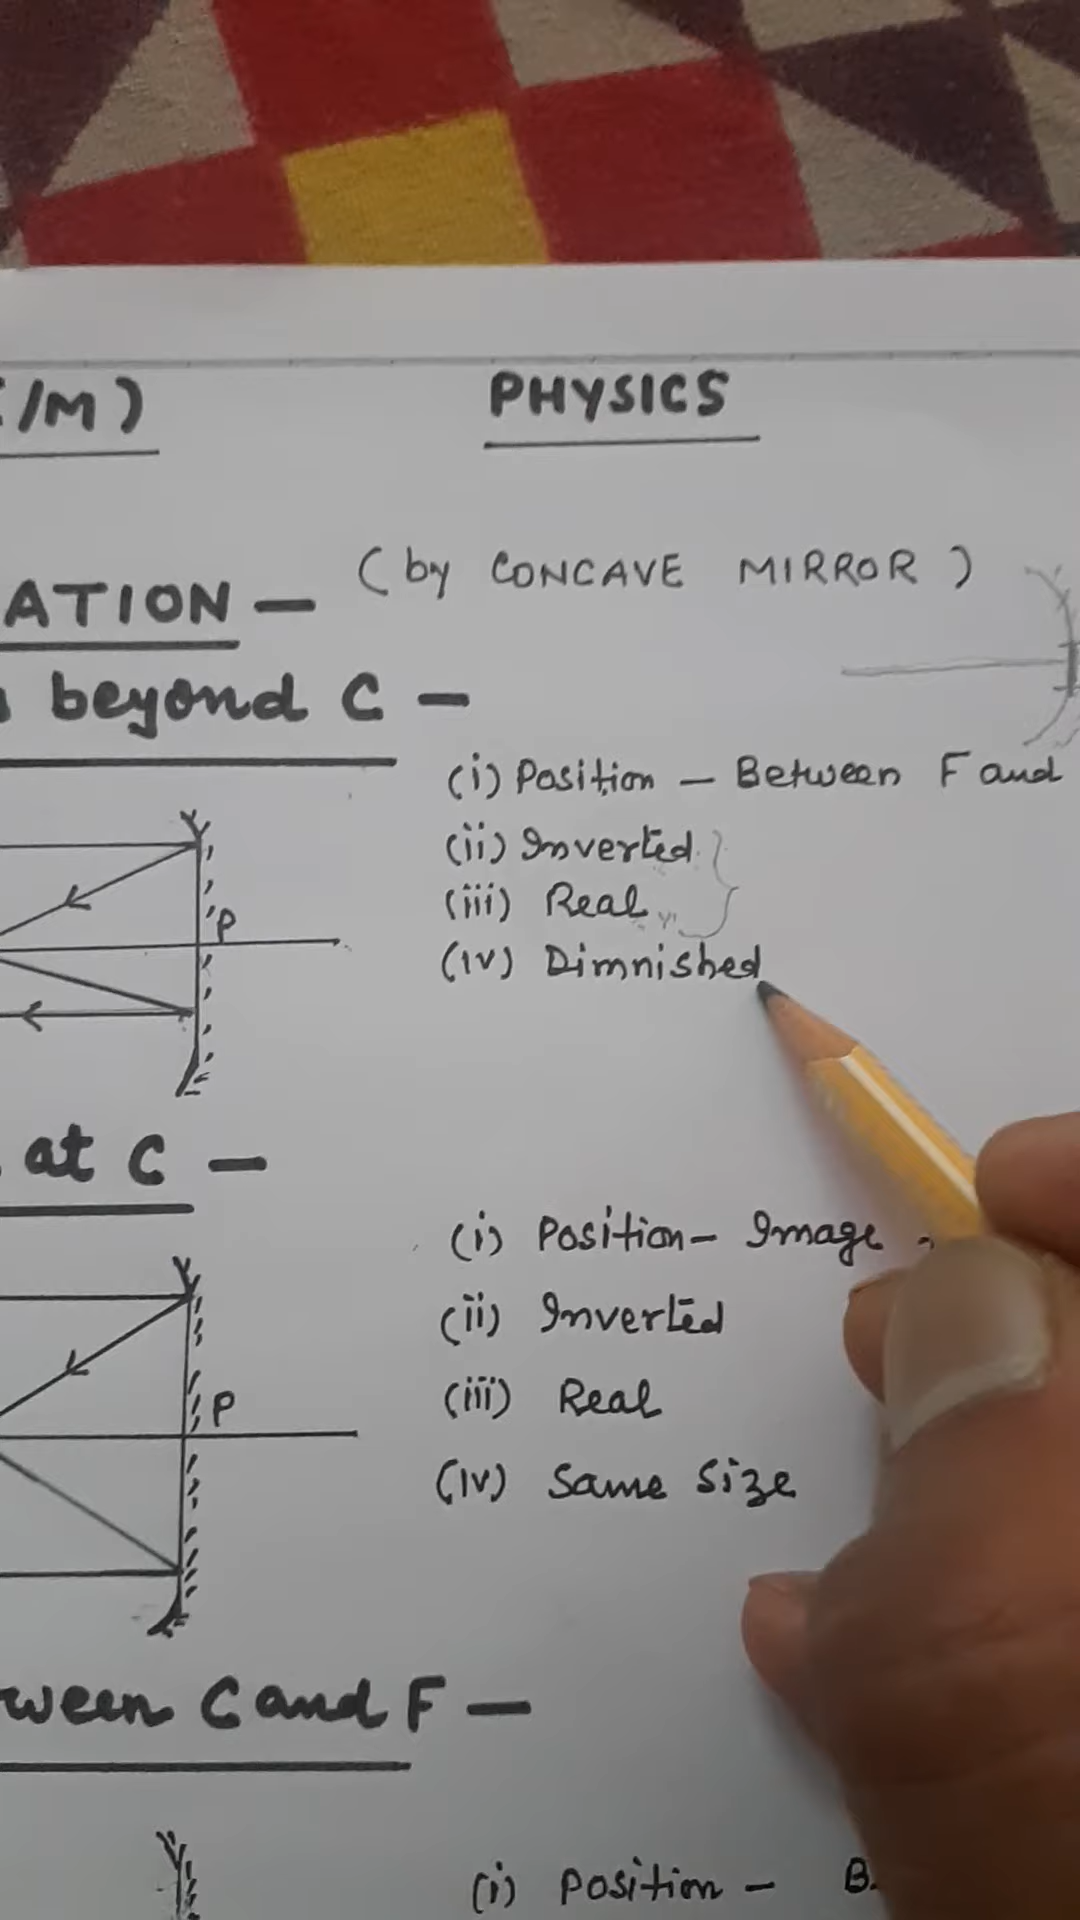 /M) PHYSICS
ATION — (by CONCAVE MIRROR)
beyond C —
(i) Position — Between F and
(ii) Inverted
(iii) Real
P
(iv) Dimnished
at C —
(i) Position — Image
(ii) Inverted
(iii) Real
P
(iv) Same Size
ween C and F —
(i) Position — B